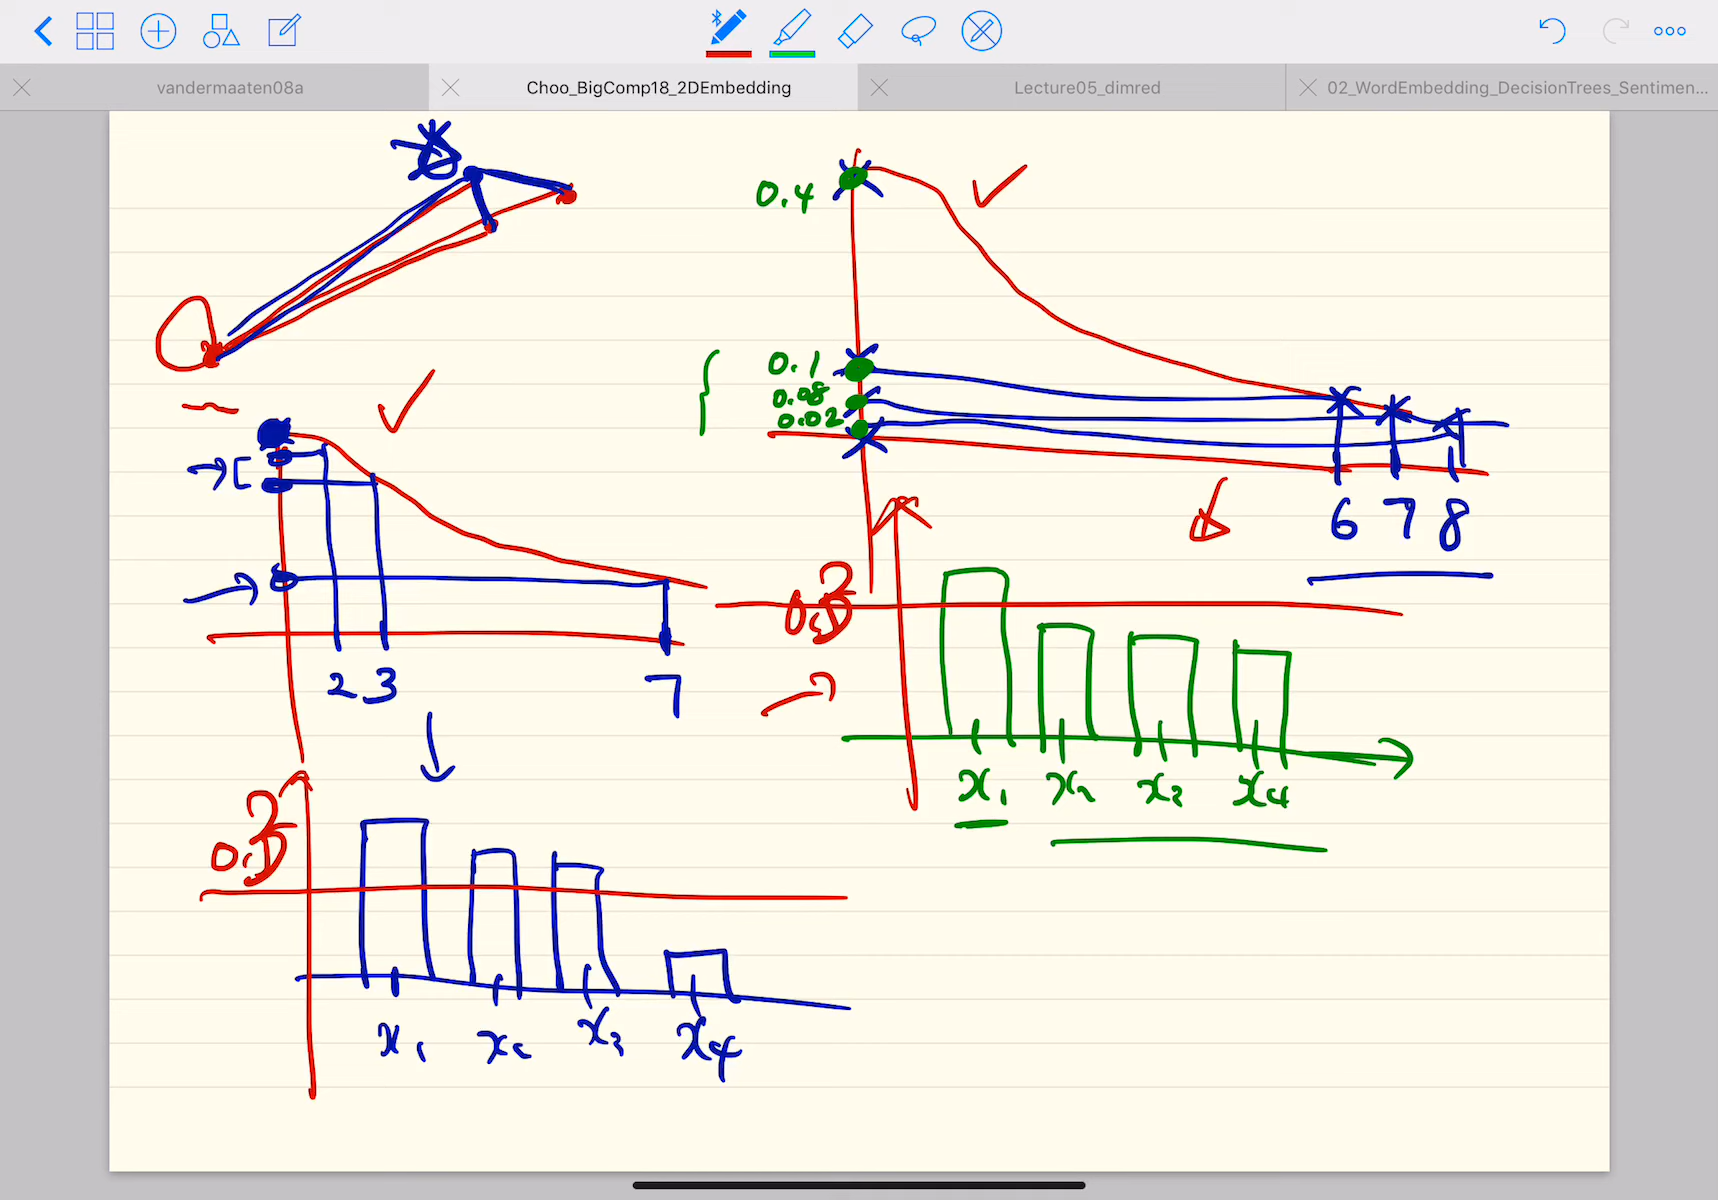 vandermaaten08a
Choo_BigComp18_2DEmbedding
Lecture05_dimred
02_WordEmbedding_DecisionTrees_Sentimen...
0.4
0.1
0.08
0.02
6 7 8
2 3 7
0.3
x₁ x₂ x₃ x₄
0.3
x₁ x₂ x₃ x₄